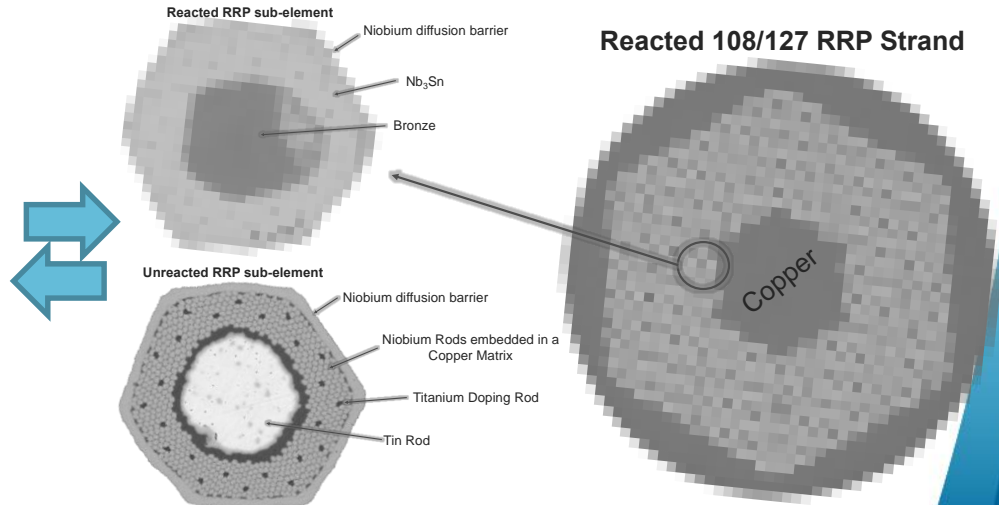 Reacted RRP sub-element
Niobium diffusion barrier
Nb₃Sn
Bronze
Reacted 108/127 RRP Strand
Copper
Unreacted RRP sub-element
Niobium diffusion barrier
Niobium Rods embedded in a
Copper Matrix
Titanium Doping Rod
Tin Rod